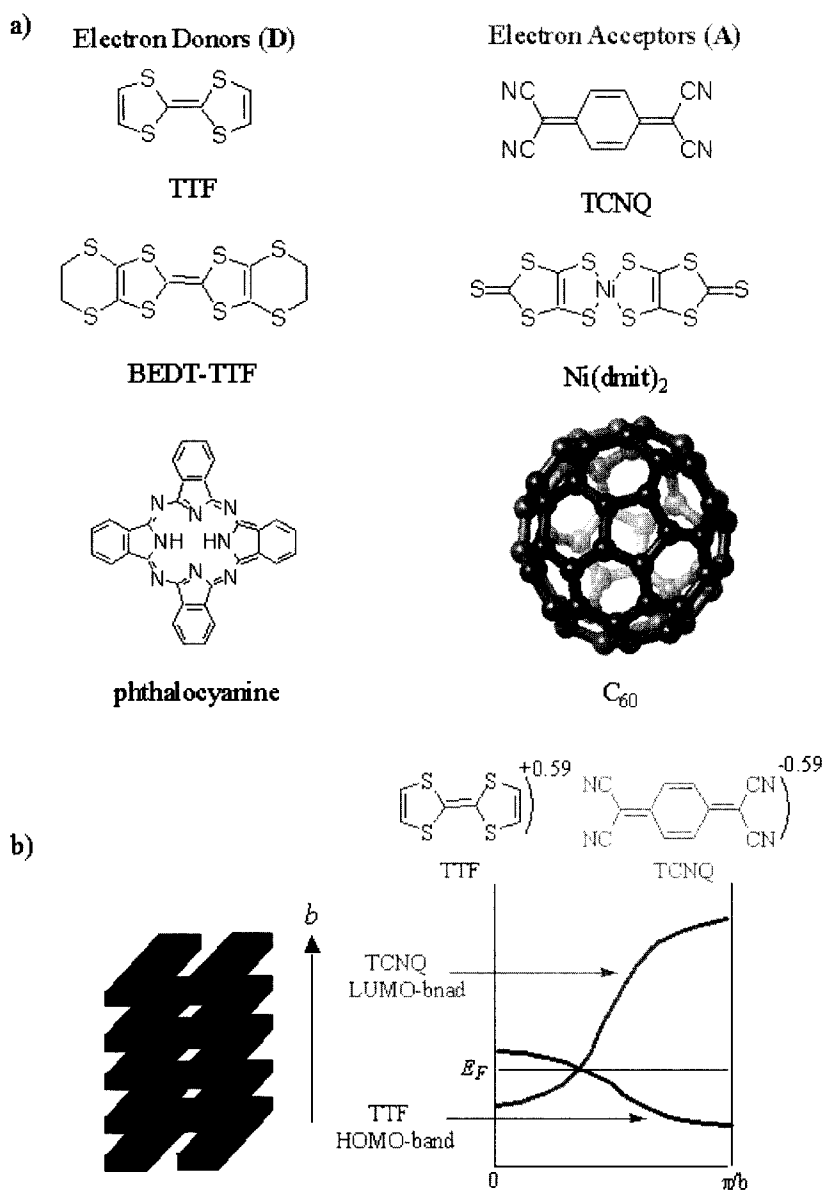 a)
Electron Donors (D)
Electron Acceptors (A)
S S
S S
TTF
NC CN
NC CN
TCNQ
S S S S
S S S S
BEDT-TTF
S S S S
S Ni S
S S S S
Ni(dmit)2
N N
N
NH HN
N
N N
phthalocyanine
C60
b)
S S +0.59
S S
TTF
NC CN -0.59
NC CN
TCNQ
b
TCNQ
LUMO-bnad
EF
TTF
HOMO-band
0
π/b